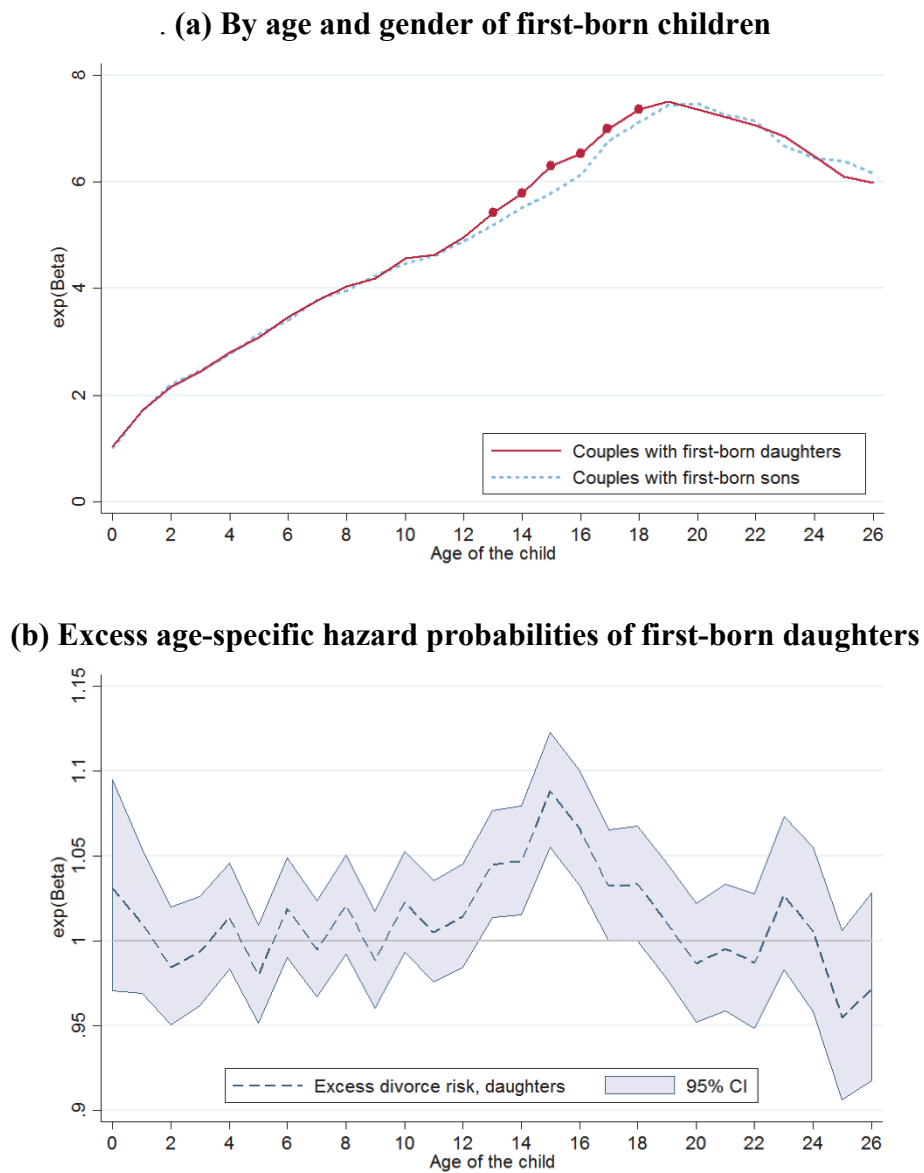 . (a) By age and gender of first-born children
8
6
4
2
0
exp(Beta)
Couples with first-born daughters
Couples with first-born sons
0 2 4 6 8 10 12 14 16 18 20 22 24 26
Age of the child
(b) Excess age-specific hazard probabilities of first-born daughters
1.15
1.1
1.05
1
.95
.9
exp(Beta)
Excess divorce risk, daughters 95% CI
0 2 4 6 8 10 12 14 16 18 20 22 24 26
Age of the child